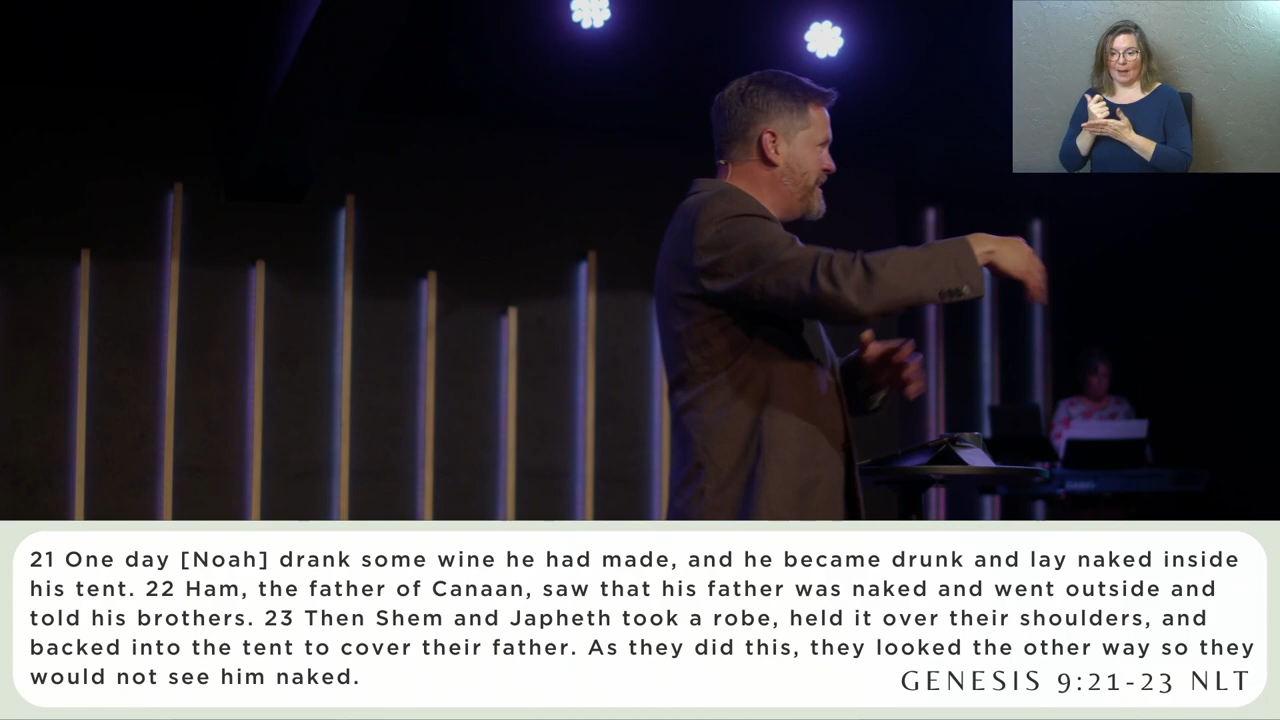 21 One day [Noah] drank some wine he had made, and he became drunk and lay naked inside
his tent. 22 Ham, the father of Canaan, saw that his father was naked and went outside and
told his brothers. 23 Then Shem and Japheth took a robe, held it over their shoulders, and
backed into the tent to cover their father. As they did this, they looked the other way so they
would not see him naked.
GENESIS 9:21-23 NLT